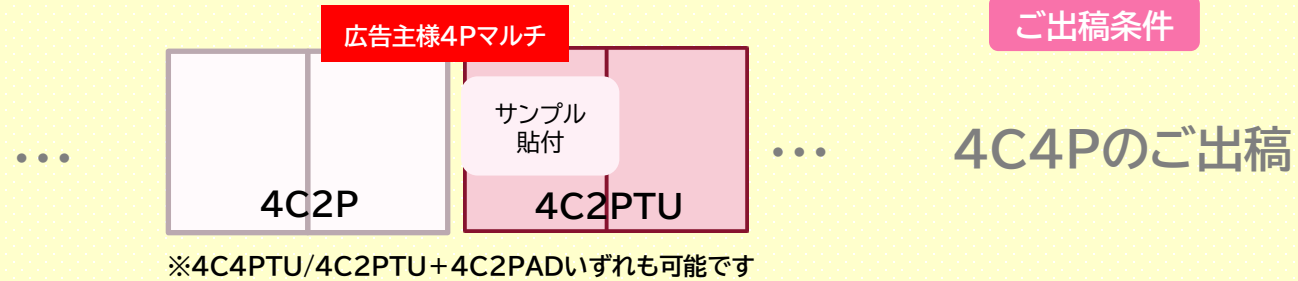 広告主様4Pマルチ
ご出稿条件
サンプル
貼付
...
...
4C4Pのご出稿
4C2P
4C2PTU
※4C4PTU/4C2PTU+4C2PADいずれも可能です